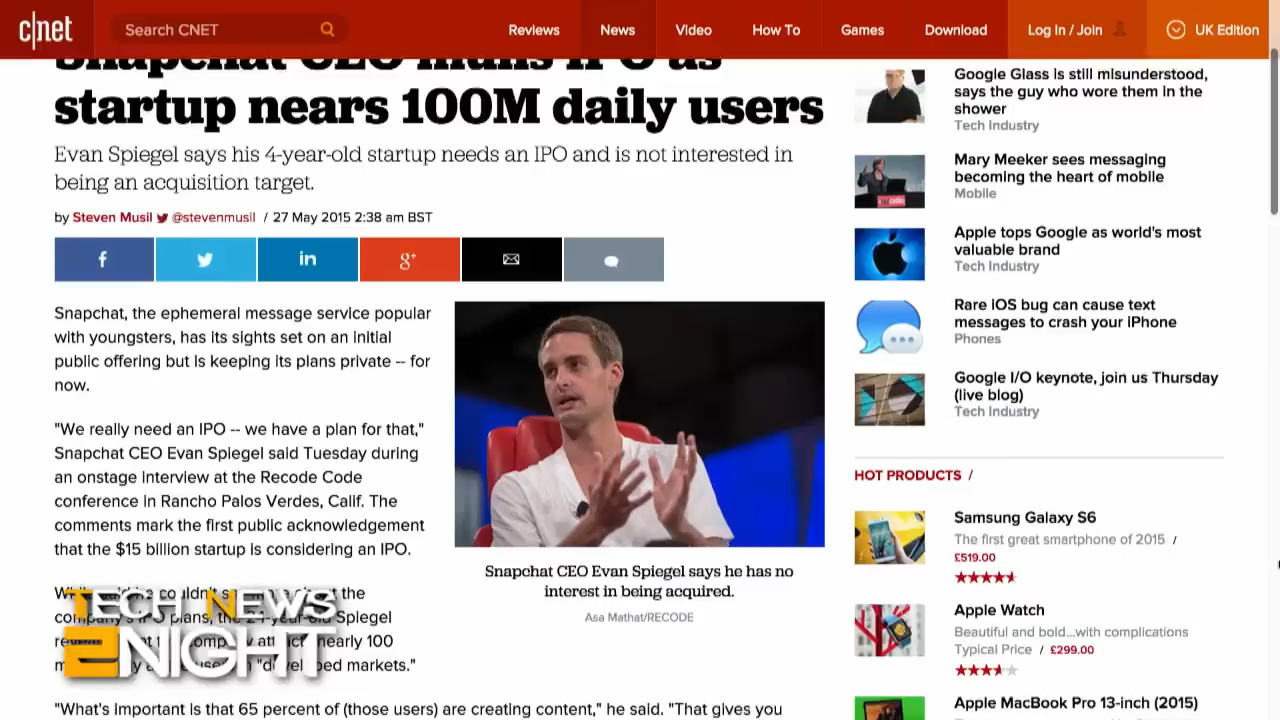 c|net
Search CNET
Reviews
News
Video
How To
Games
Download
Log In / Join
UK Edition
Snapchat CEO mulls IPO as
startup nears 100M daily users
Evan Spiegel says his 4-year-old startup needs an IPO and is not interested in
being an acquisition target.
by Steven Musil @stevenmusil / 27 May 2015 2:38 am BST
Snapchat, the ephemeral message service popular
with youngsters, has its sights set on an initial
public offering but is keeping its plans private -- for
now.
"We really need an IPO -- we have a plan for that,"
Snapchat CEO Evan Spiegel said Tuesday during
an onstage interview at the Recode Code
conference in Rancho Palos Verdes, Calif. The
comments mark the first public acknowledgement
that the $15 billion startup is considering an IPO.
he couldn't the
plans, the Spiegel
nearly 100
markets."
"What's important is that 65 percent of (those users) are creating content," he said. "That gives you
TECH NEWS
2NIGHT
Snapchat CEO Evan Spiegel says he has no
interest in being acquired.
Asa Mathat/RECODE
Google Glass is still misunderstood,
says the guy who wore them in the
shower
Tech Industry
Mary Meeker sees messaging
becoming the heart of mobile
Mobile
Apple tops Google as world's most
valuable brand
Tech Industry
Rare iOS bug can cause text
messages to crash your iPhone
Phones
Google I/O keynote, join us Thursday
(live blog)
Tech Industry
HOT PRODUCTS /
Samsung Galaxy S6
The first great smartphone of 2015 /
£519.00
Apple Watch
Beautiful and bold...with complications
Typical Price / £299.00
Apple MacBook Pro 13-inch (2015)